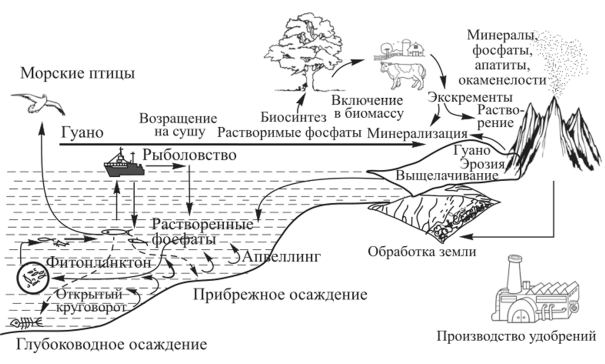 Минералы,
фосфаты,
апатиты,
окаменелости
Морские птицы
Включение
в биомассу
Экскременты
Раство-
рение
Возращение
на сушу
Биосинтез
Гуано
Растворимые фосфаты
Минерализация
Рыболовство
Гуано
Эрозия
Выщелачивание
Растворенные
фосфаты
Апвеллинг
Обработка земли
Фитопланктон
Открытый
круговорот
Прибрежное осаждение
Глубоководное осаждение
Производство удобрений